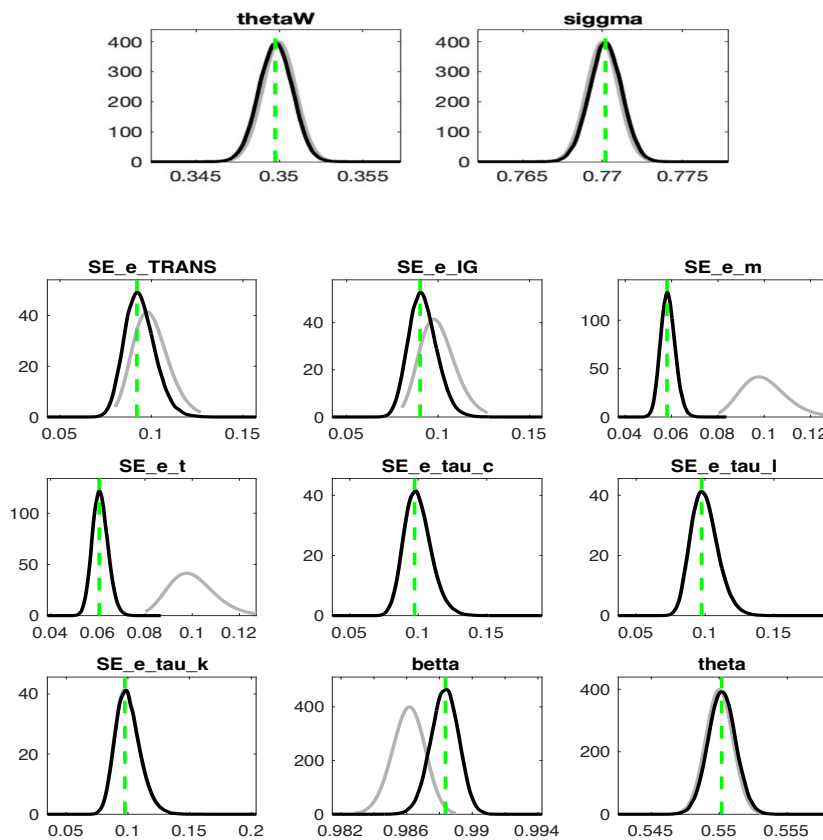 thetaW siggma
400 400
300 300
200 200
100 100
0 0
0.345 0.35 0.355 0.765 0.77 0.775
SE_e_TRANS SE_e_IG SE_e_m
40 40 100
20 20 50
0 0 0
0.05 0.1 0.15 0.05 0.1 0.15 0.04 0.06 0.08 0.1 0.12
SE_e_t SE_e_tau_c SE_e_tau_l
100 40 40
50 20 20
0 0 0
0.04 0.06 0.08 0.1 0.12 0.05 0.1 0.15 0.05 0.1 0.15
SE_e_tau_k betta theta
40 400 400
20 200 200
0 0 0
0.05 0.1 0.15 0.2 0.982 0.986 0.99 0.994 0.545 0.55 0.555